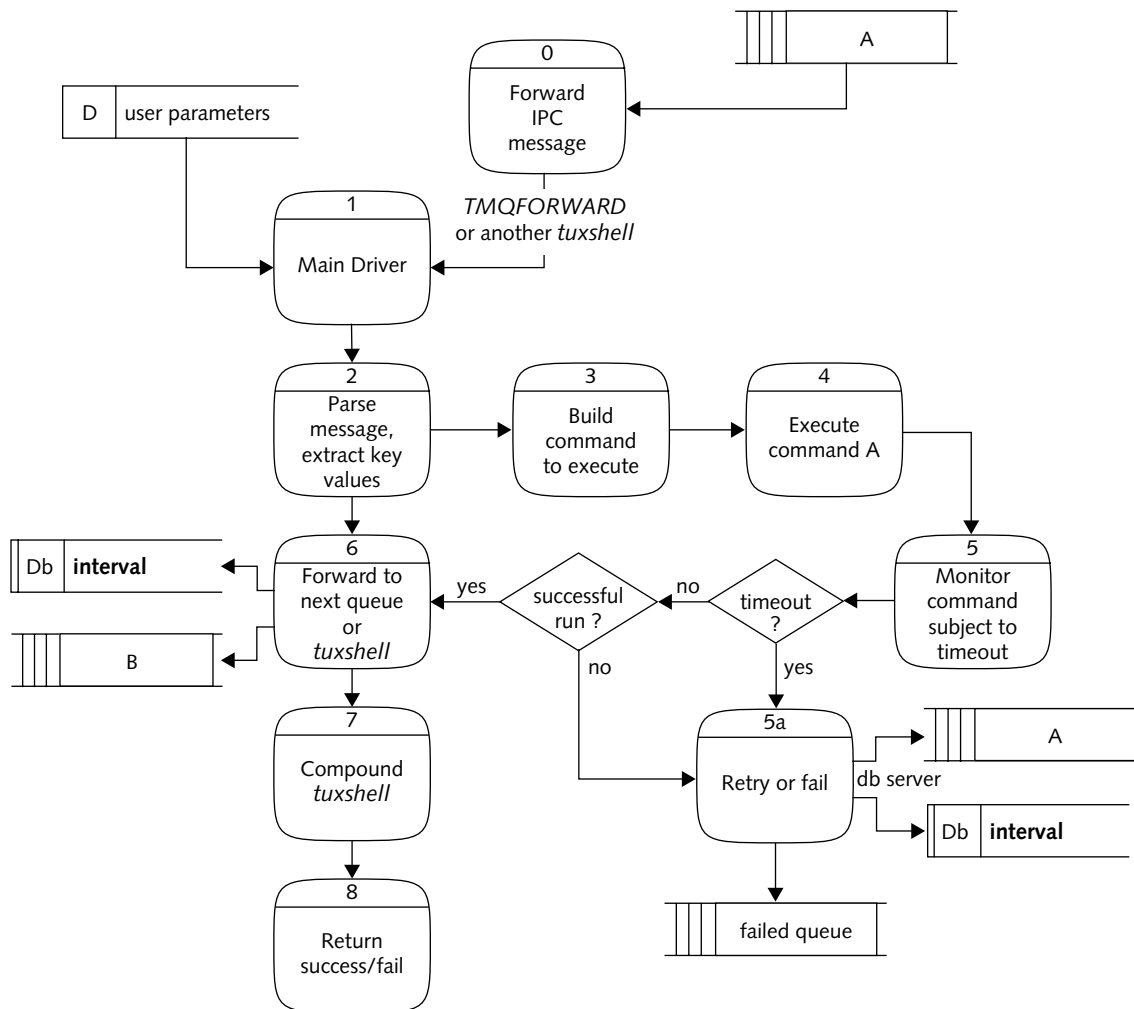 A
0
Forward
IPC
message
D user parameters
TMQFORWARD
or another tuxshell
1
Main Driver
2
Parse
message,
extract key
values
3
Build
command
to execute
4
Execute
command A
Db interval
6
Forward to
next queue
or
tuxshell
yes
successful
run ?
no
no
timeout
?
yes
5
Monitor
command
subject to
timeout
B
7
Compound
tuxshell
5a
Retry or fail
A
db server
Db interval
8
Return
success/fail
failed queue